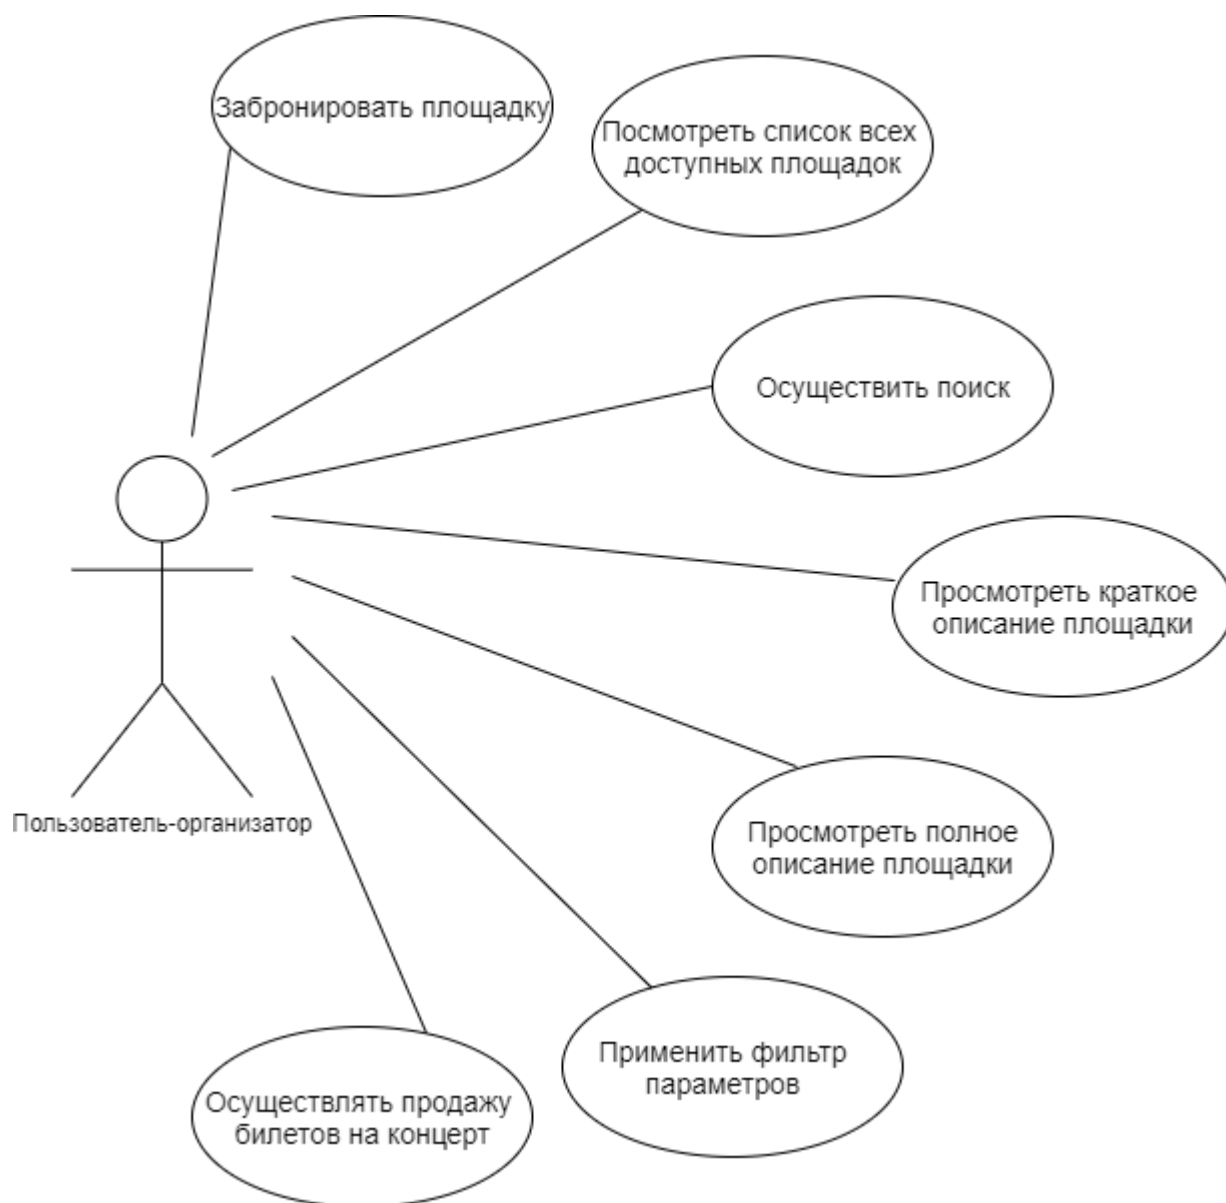 Забронировать площадку
Посмотреть список всех
доступных площадок
Осуществить поиск
Просмотреть краткое
описание площадки
Пользователь-организатор
Просмотреть полное
описание площадки
Применить фильтр
параметров
Осуществлять продажу
билетов на концерт